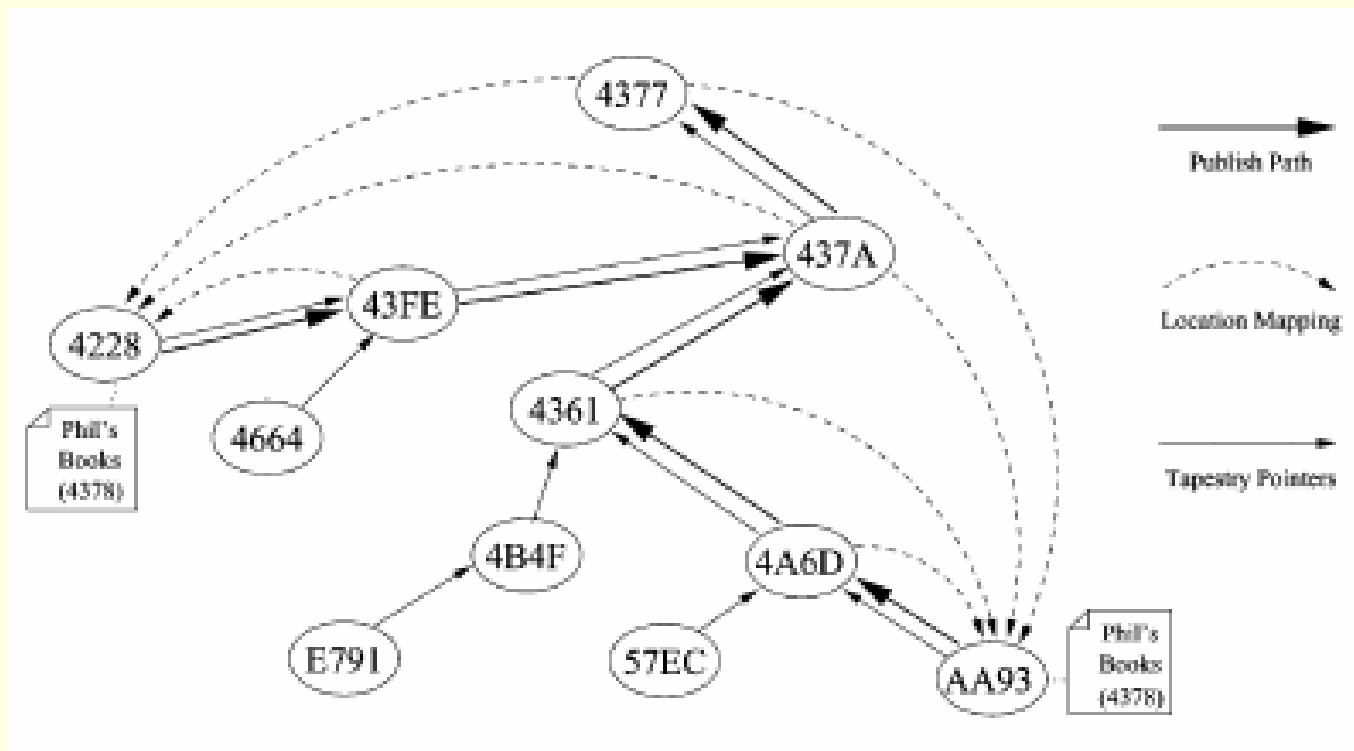 4377
Publish Path
437A
43FE
Location Mapping
4228
4361
Phil's
Books
(4378)
4664
Tapestry Pointers
4B4F
4A6D
E791
57EC
AA93
Phil's
Books
(4378)